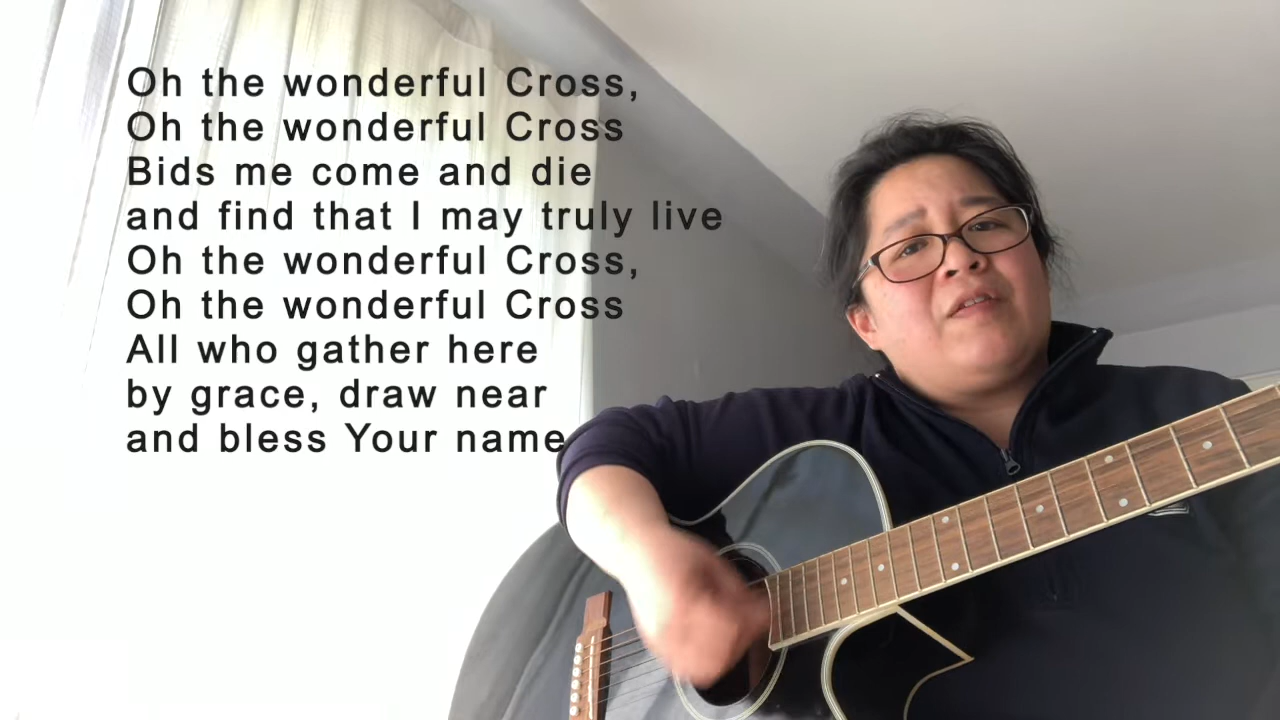 Oh the wonderful Cross,
Oh the wonderful Cross
Bids me come and die
and find that I may truly live
Oh the wonderful Cross,
Oh the wonderful Cross
All who gather here
by grace, draw near
and bless Your name